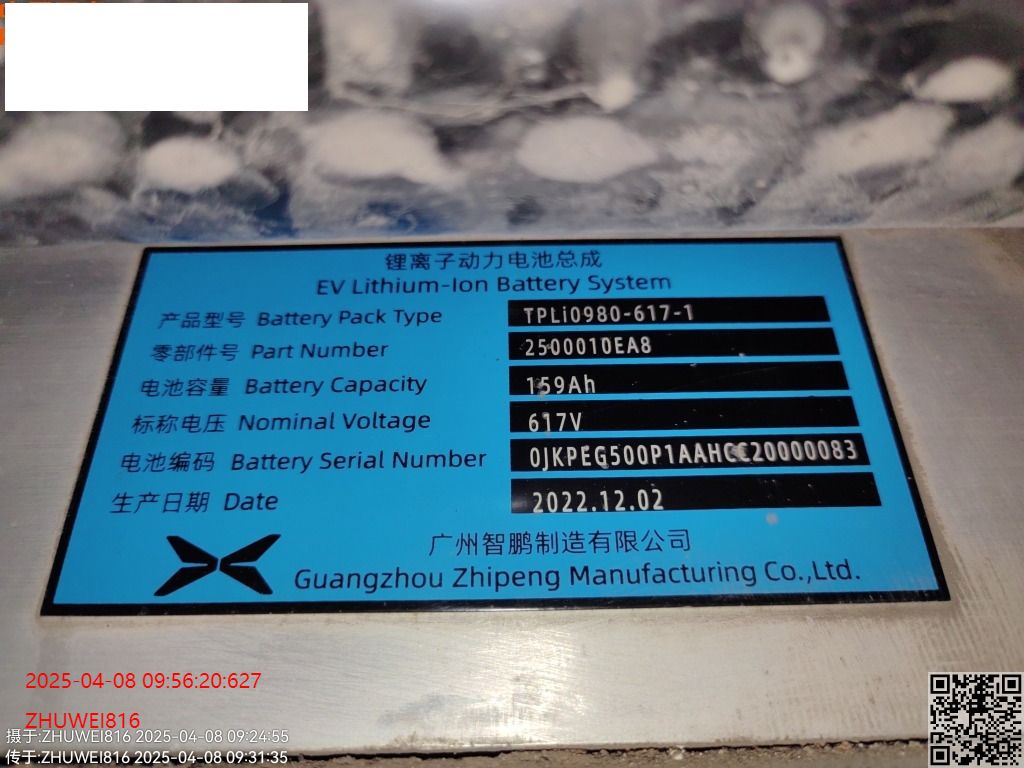 锂离子动力电池总成
EV Lithium-Ion Battery System
产品型号 Battery Pack Type TPLi0980-617-1
零部件号 Part Number 2500010EA8
电池容量 Battery Capacity 159Ah
标称电压 Nominal Voltage 617V
电池编码 Battery Serial Number 0JKPEG500P1AAHCC20000083
生产日期 Date 2022.12.02
广州智鹏制造有限公司
Guangzhou Zhipeng Manufacturing Co.,Ltd.
2025-04-08 09:56:20:627
ZHUWEI816
摄于:ZHUWEI816 2025-04-08 09:24:55
传于:ZHUWEI816 2025-04-08 09:31:35